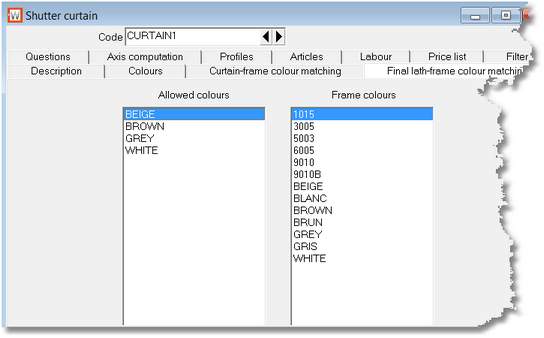 Shutter curtain
Code CURTAIN1
Questions Axis computation Profiles Articles Labour Price list Filter
Description Colours Curtain-frame colour matching Final lath-frame colour matchin
Allowed colours Frame colours
BEIGE 1015
BROWN 3005
GREY 5003
WHITE 6005
9010
9010B
BEIGE
BLANC
BROWN
BRUN
GREY
GRIS
WHITE